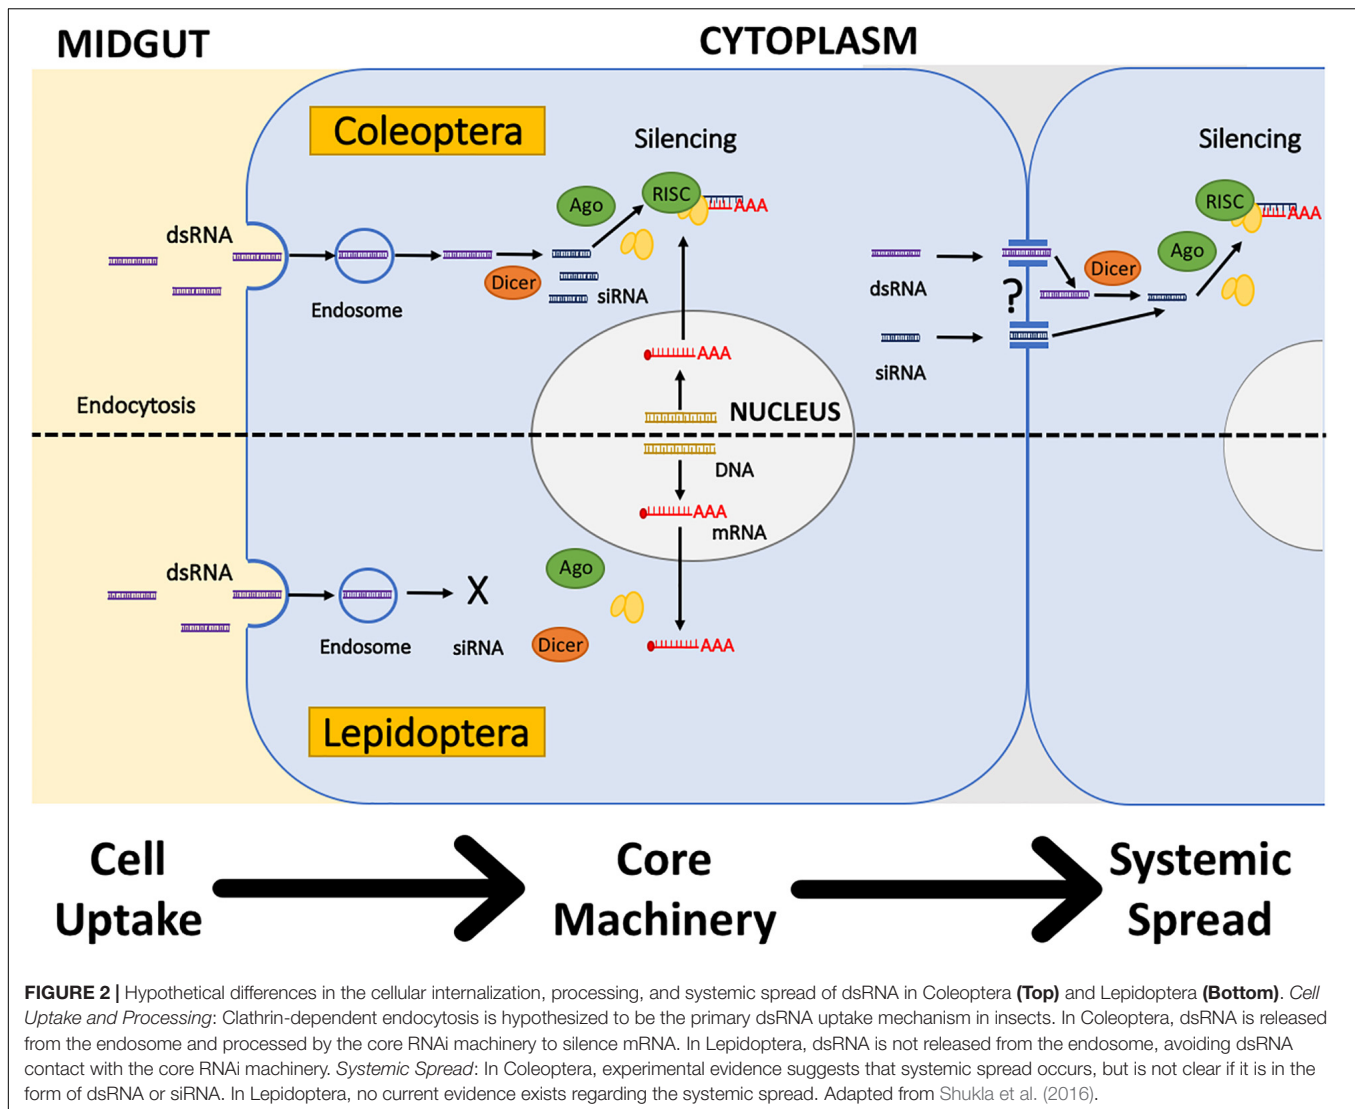 MIDGUT
CYTOPLASM
Coleoptera
Silencing
Silencing
dsRNA
Ago
RISC
AAA
RISC
AAA
Endosome
Dicer
siRNA
dsRNA
?
Dicer
Ago
siRNA
AAA
Endocytosis
NUCLEUS
DNA
AAA
mRNA
dsRNA
Endosome
X
siRNA
Ago
Dicer
AAA
Lepidoptera
Cell
Uptake
Core
Machinery
Systemic
Spread
FIGURE 2 | Hypothetical differences in the cellular internalization, processing, and systemic spread of dsRNA in Coleoptera (Top) and Lepidoptera (Bottom). Cell
Uptake and Processing: Clathrin-dependent endocytosis is hypothesized to be the primary dsRNA uptake mechanism in insects. In Coleoptera, dsRNA is released
from the endosome and processed by the core RNAi machinery to silence mRNA. In Lepidoptera, dsRNA is not released from the endosome, avoiding dsRNA
contact with the core RNAi machinery. Systemic Spread: In Coleoptera, experimental evidence suggests that systemic spread occurs, but is not clear if it is in the
form of dsRNA or siRNA. In Lepidoptera, no current evidence exists regarding the systemic spread. Adapted from Shukla et al. (2016).